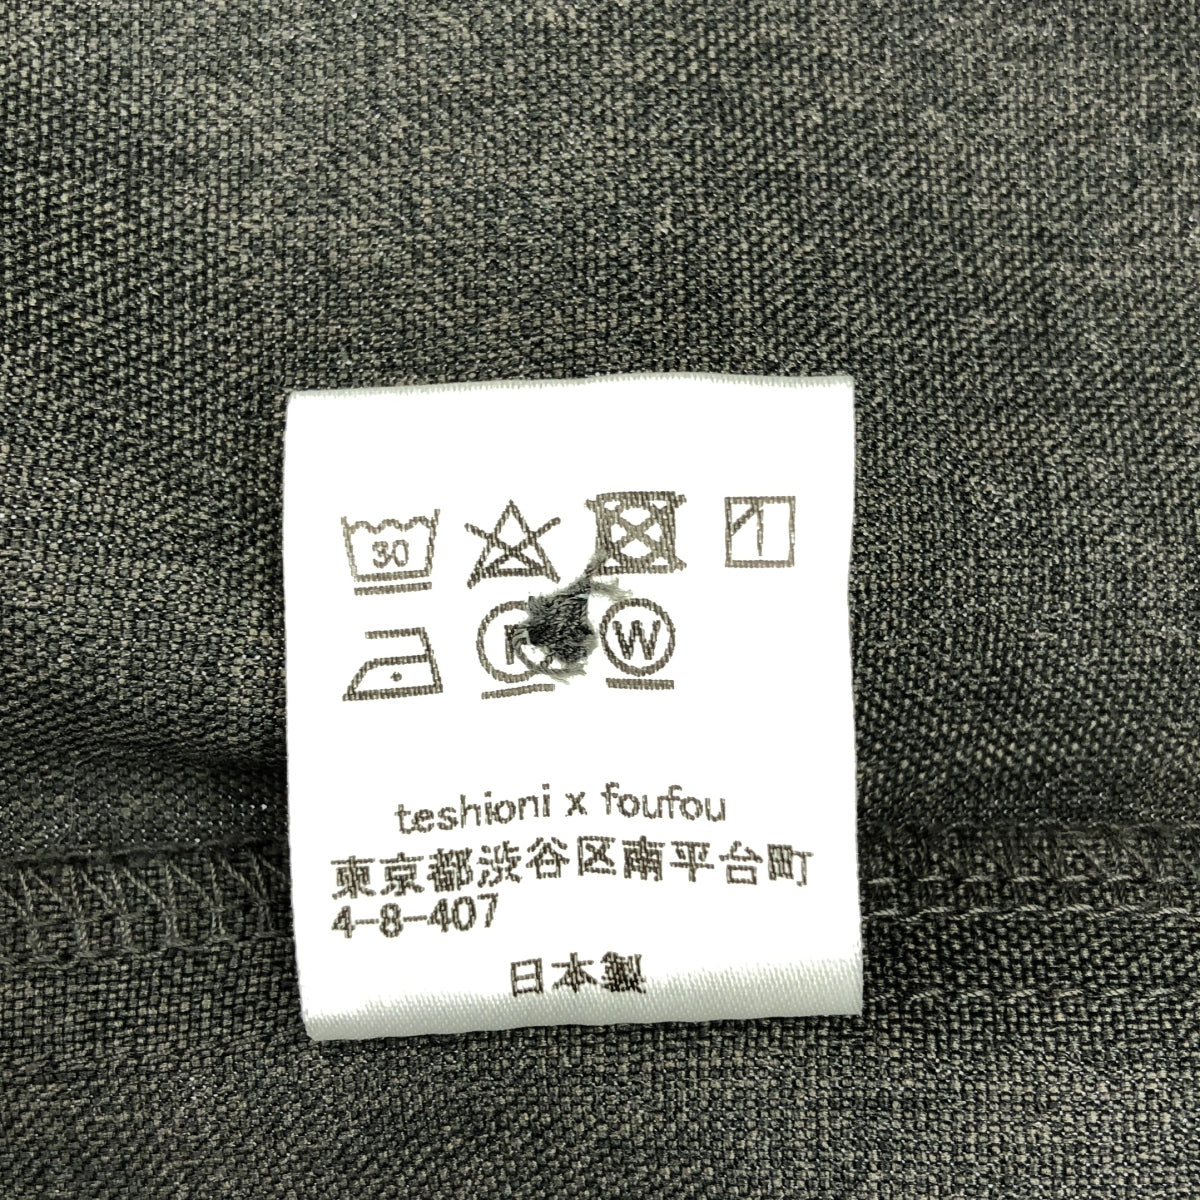 30
W
teshioni x foufou
東京都渋谷区南平台町
4-8-407
日本製